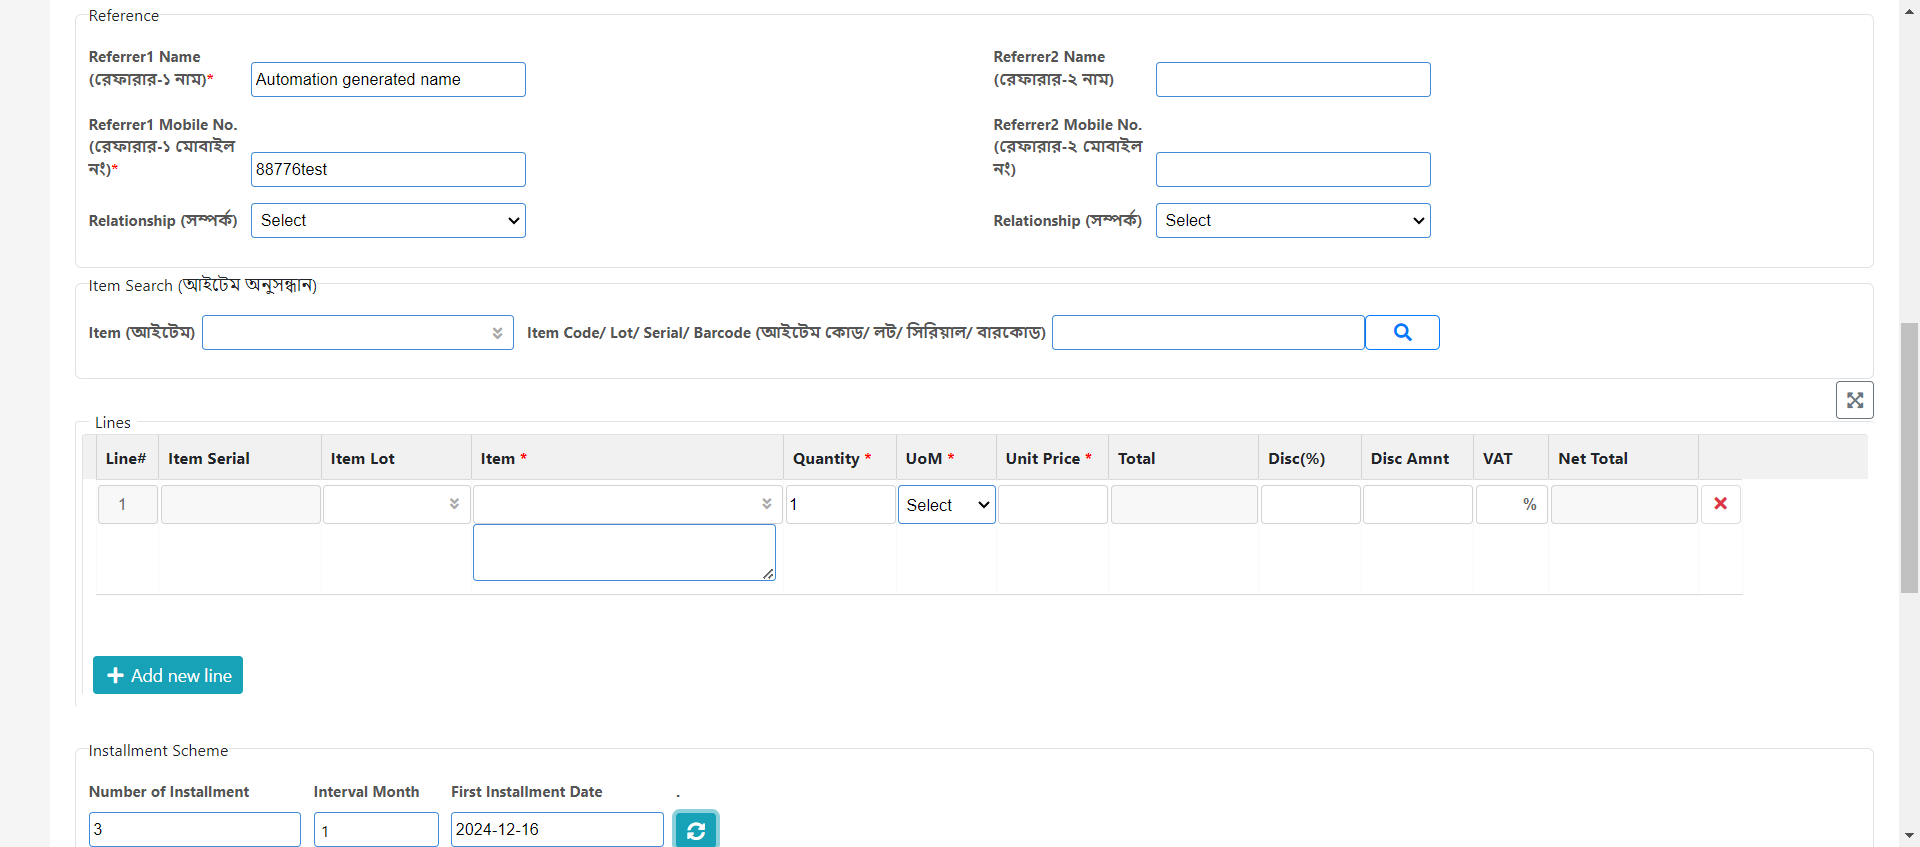 Reference
Referrer1 Name
(রেফারার-১ নাম)*
Automation generated name
Referrer2 Name
(রেফারার-২ নাম)
Referrer1 Mobile No.
(রেফারার-১ মোবাইল
নং)*
88776test
Referrer2 Mobile No.
(রেফারার-২ মোবাইল
নং)
Relationship (সম্পর্ক)
Select
Relationship (সম্পর্ক)
Select
Item Search (আইটেম অনুসন্ধান)
Item (আইটেম)
Item Code/ Lot/ Serial/ Barcode (আইটেম কোড/ লট/ সিরিয়াল/ বারকোড)
Lines
Line# Item Serial Item Lot Item * Quantity * UoM * Unit Price * Total Disc(%) Disc Amnt VAT Net Total
1 1 Select %
Add new line
Installment Scheme
Number of Installment Interval Month First Installment Date .
3 1 2024-12-16